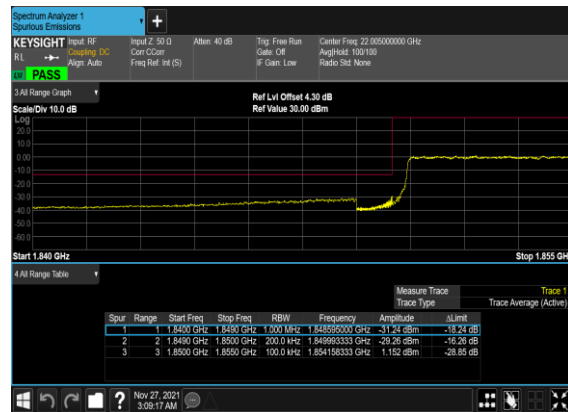 Spectrum Analyzer 1
Spurious Emissions
KEYSIGHT Input: RF Input Z: 50 Ω Atten: 40 dB Trig: Free Run Center Freq: 22.005000000 GHz
RL Coupling: DC Corr CCorr Gate: Off Avg|Hold: 100/100
Align: Auto Freq Ref: Int (S) IF Gain: Low Radio Std: None
LW PASS
3 All Range Graph
Ref Lvl Offset 4.30 dB
Scale/Div 10.0 dB Ref Value 30.00 dBm
Log
20.0
10.0
0.00
-10.0
-20.0
-30.0
-40.0
-50.0
-60.0
Start 1.840 GHz Stop 1.855 GH
4 All Range Table
Measure Trace Trace 1
Trace Type Trace Average (Active)
Spur Range Start Freq Stop Freq RBW Frequency Amplitude ΔLimit
1 1 1.8400 GHz 1.8490 GHz 1.000 MHz 1.848595000 GHz -31.24 dBm -18.24 dB
2 2 1.8490 GHz 1.8500 GHz 200.0 kHz 1.849993333 GHz -29.26 dBm -16.26 dB
3 3 1.8500 GHz 1.8550 GHz 100.0 kHz 1.854158333 GHz 1.152 dBm -28.85 dB
? Nov 27, 2021
3:09:17 AM